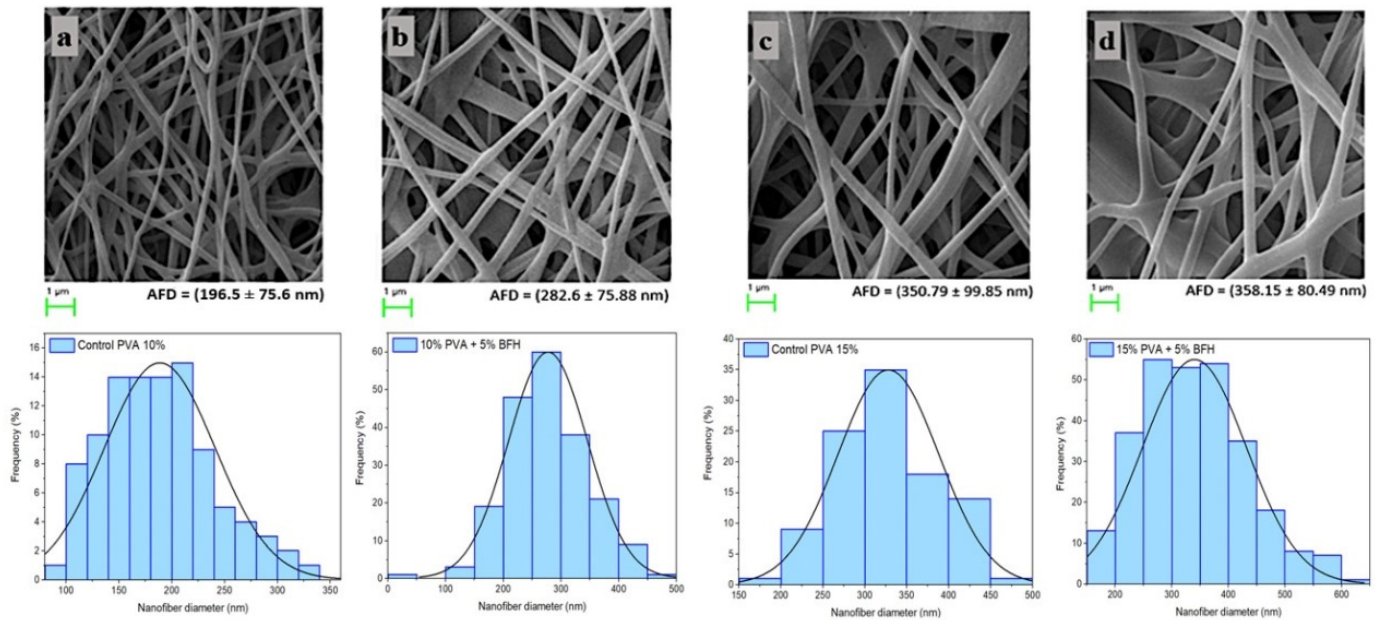 a
b
c
d
1 µm
AFD = (196.5 ± 75.6 nm)
1 µm
AFD = (282.6 ± 75.88 nm)
1 µm
AFD = (350.79 ± 99.85 nm)
1 µm
AFD = (358.15 ± 80.49 nm)
Control PVA 10%
Frequency (%)
16
14
12
10
8
6
4
2
0
100 150 200 250 300 350
Nanofiber diameter (nm)
10% PVA + 5% BFH
Frequency (%)
60
50
40
30
20
10
0
0 100 200 300 400 500
Nanofiber diameter (nm)
Control PVA 15%
Frequency (%)
40
35
30
25
20
15
10
5
0
150 200 250 300 350 400 450 500
Nanofiber diameter (nm)
15% PVA + 5% BFH
Frequency (%)
60
50
40
30
20
10
0
200 300 400 500 600
Nanofiber diameter (nm)